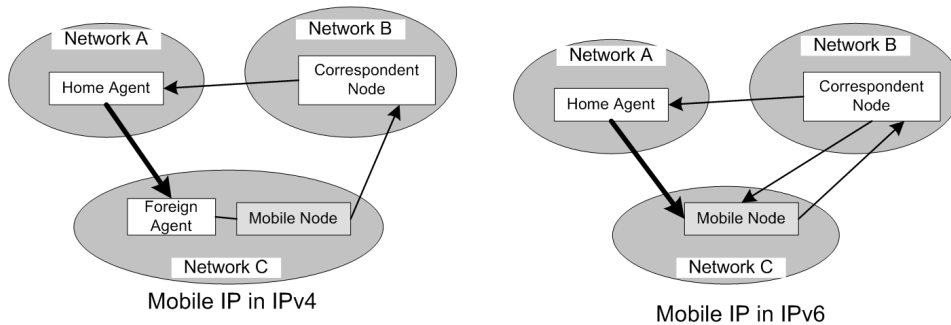 Network A
Home Agent
Network B
Correspondent
Node
Foreign
Agent
Mobile Node
Network C
Mobile IP in IPv4
Network A
Home Agent
Network B
Correspondent
Node
Mobile Node
Network C
Mobile IP in IPv6